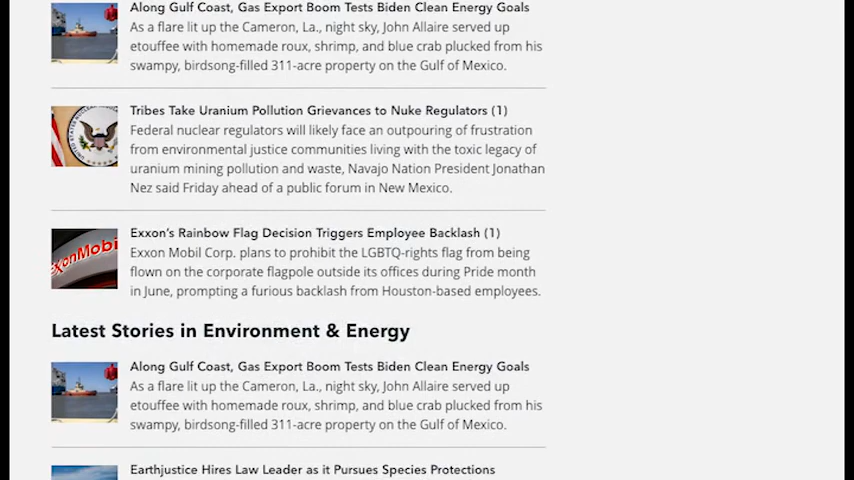 Along Gulf Coast, Gas Export Boom Tests Biden Clean Energy Goals
As a flare lit up the Cameron, La., night sky, John Allaire served up
etouffee with homemade roux, shrimp, and blue crab plucked from his
swampy, birdsong-filled 311-acre property on the Gulf of Mexico.
Tribes Take Uranium Pollution Grievances to Nuke Regulators (1)
Federal nuclear regulators will likely face an outpouring of frustration
from environmental justice communities living with the toxic legacy of
uranium mining pollution and waste, Navajo Nation President Jonathan
Nez said Friday ahead of a public forum in New Mexico.
ExxonMobi
Exxon's Rainbow Flag Decision Triggers Employee Backlash (1)
Exxon Mobil Corp. plans to prohibit the LGBTQ-rights flag from being
flown on the corporate flagpole outside its offices during Pride month
in June, prompting a furious backlash from Houston-based employees.
Latest Stories in Environment & Energy
Along Gulf Coast, Gas Export Boom Tests Biden Clean Energy Goals
As a flare lit up the Cameron, La., night sky, John Allaire served up
etouffee with homemade roux, shrimp, and blue crab plucked from his
swampy, birdsong-filled 311-acre property on the Gulf of Mexico.
Earthjustice Hires Law Leader as it Pursues Species Protections